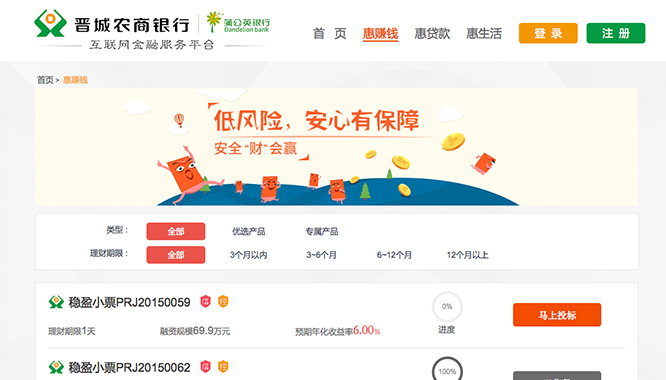 晋城农商银行 蒲公英银行
Dandelion bank
互联网金融服务平台
首 页 惠赚钱 惠贷款 惠生活 登 录 注 册
首页> 惠赚钱
低风险，安心有保障
安全“财”会赢
类型： 全部 优选产品 专属产品
理财期限： 全部 3个月以内 3~6个月 6~12个月 12个月以上
稳盈小票PRJ20150059 信 控
0%
马上投标
理财期限1天 融资规模69.9万元 预期年化收益率6.00% 进度
稳盈小票PRJ20150062 信 控
100%